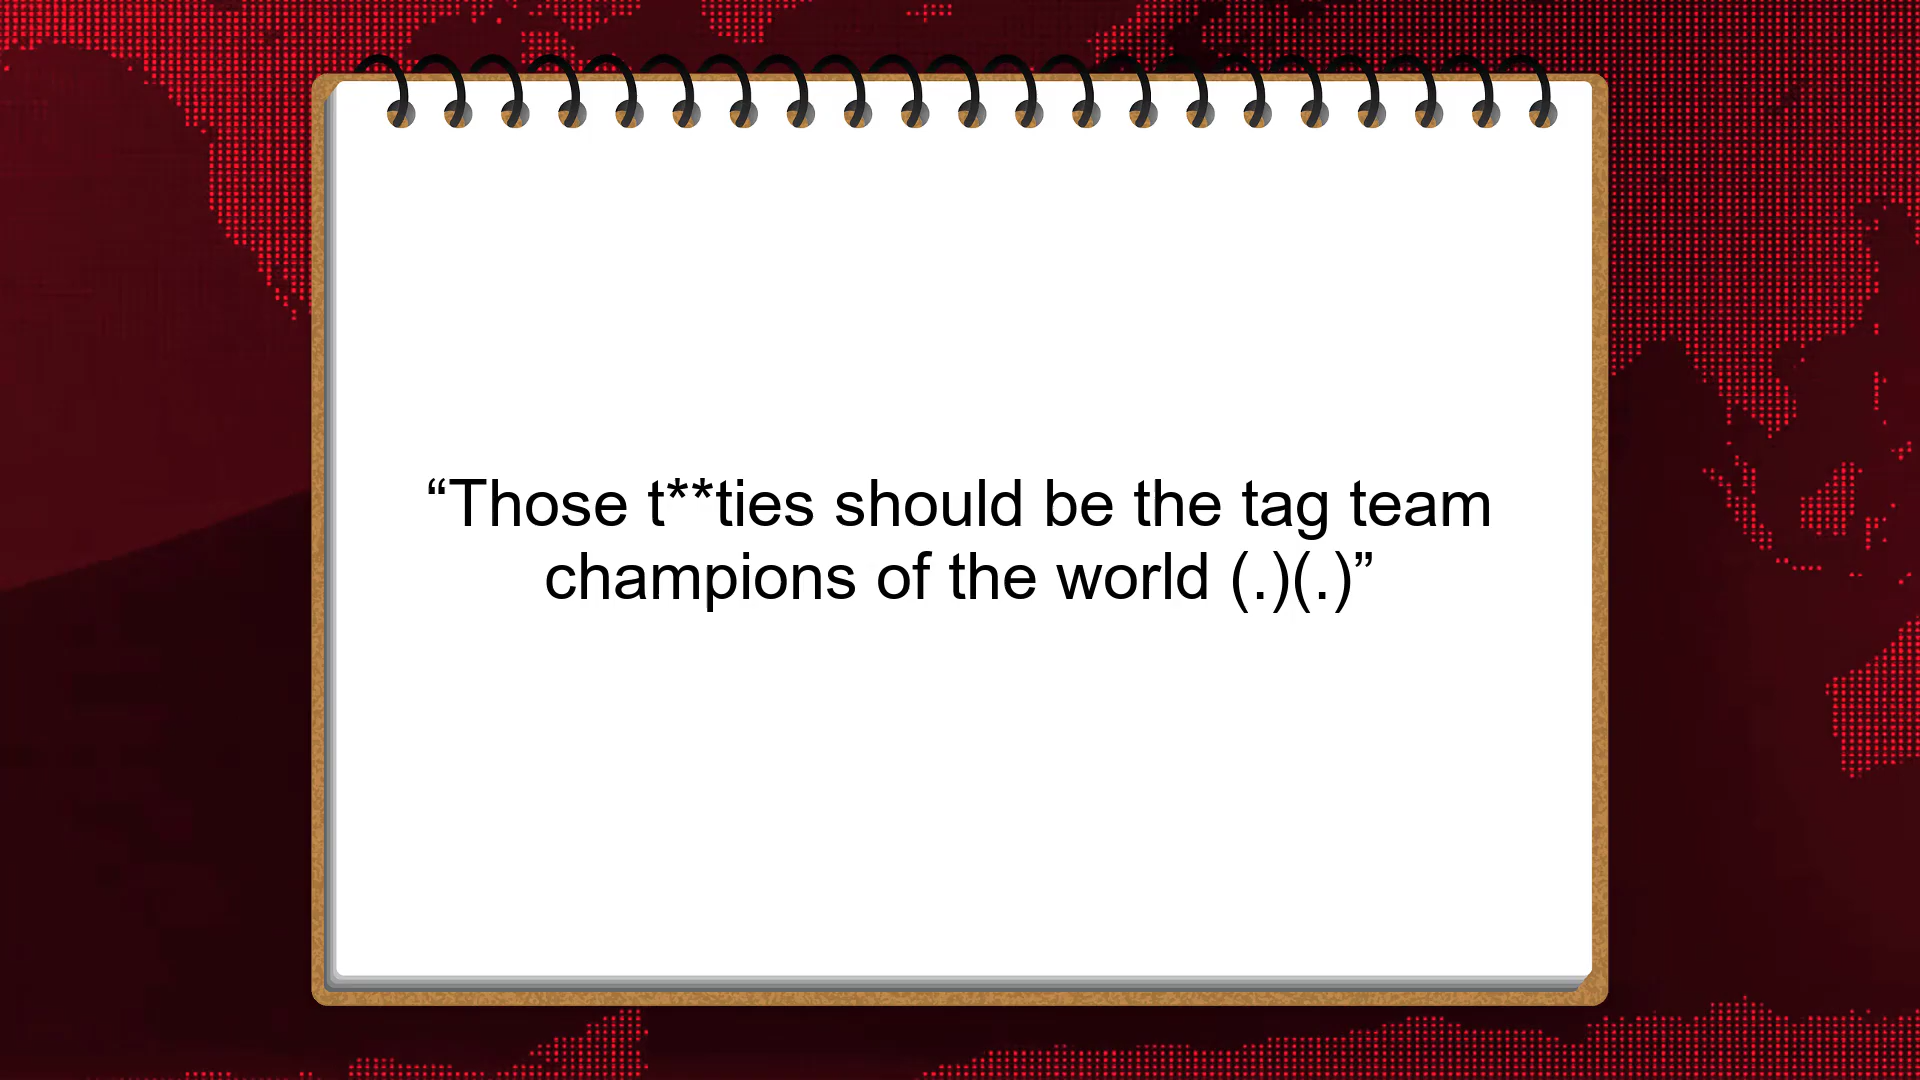 “Those t**ties should be the tag team
champions of the world (.)(.)”